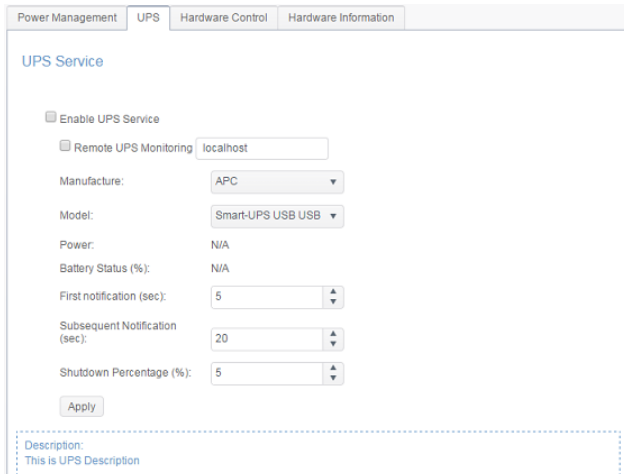 Power Management UPS Hardware Control Hardware Information
UPS Service
Enable UPS Service
Remote UPS Monitoring localhost
Manufacture: APC
Model: Smart-UPS USB USB
Power: N/A
Battery Status (%): N/A
First notification (sec): 5
Subsequent Notification
(sec): 20
Shutdown Percentage (%): 5
Apply
Description:
This is UPS Description